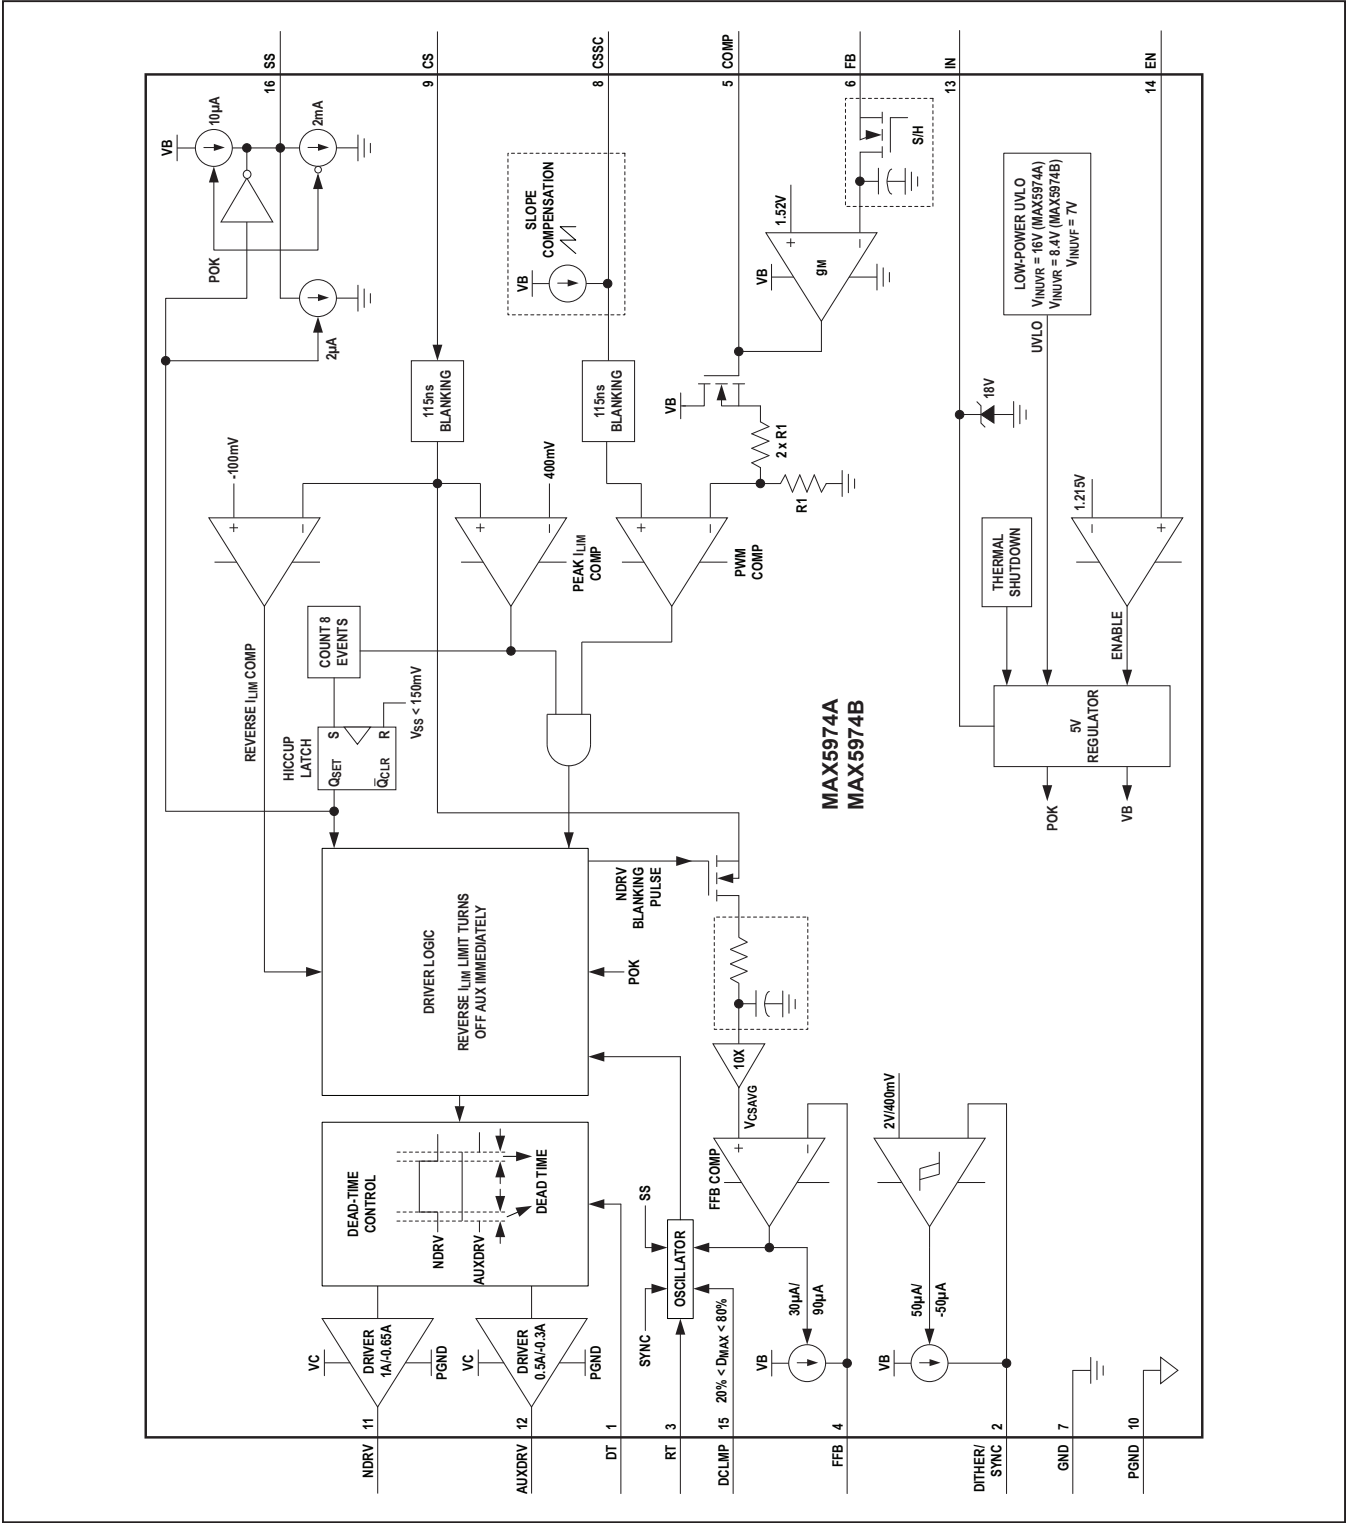 NDRV
11
AUXDRV
12
DT
1
RT
3
DCLMP
15
FFB
4
DITHER/
SYNC
2
GND
7
PGND
10
VC
DRIVER
1A/-0.65A
PGND
VC
DRIVER
0.5A/-0.3A
PGND
DEAD-TIME
CONTROL
NDRV
AUXDRV
DEAD TIME
SYNC
SS
OSCILLATOR
20% < DMAX < 80%
VB
30µA/
90µA
FFB COMP
+
−
VCSAVG
10X
VB
50µA/
-50µA
2V/400mV
DRIVER LOGIC
REVERSE ILIM LIMIT TURNS
OFF AUX IMMEDIATELY
POK
NDRV
BLANKING
PULSE
HICCUP
LATCH
QSET
S
Q̅CLR
R
VSS < 150mV
COUNT 8
EVENTS
REVERSE ILIM COMP
+
−
-100mV
PEAK ILIM
COMP
+
−
400mV
PWM
COMP
+
−
115ns
BLANKING
115ns
BLANKING
R1
2 x R1
VB
MAX5974A
MAX5974B
POK
VB
5V
REGULATOR
ENABLE
THERMAL
SHUTDOWN
1.215V
−
+
UVLO
18V
LOW-POWER UVLO
VINUVR = 16V (MAX5974A)
VINUVR = 8.4V (MAX5974B)
VINUVF = 7V
2µA
POK
VB
10µA
2mA
SLOPE
COMPENSATION
VB
VB
gM
+
−
1.52V
S/H
16
SS
9
CS
8
CSSC
5
COMP
6
FB
13
IN
14
EN